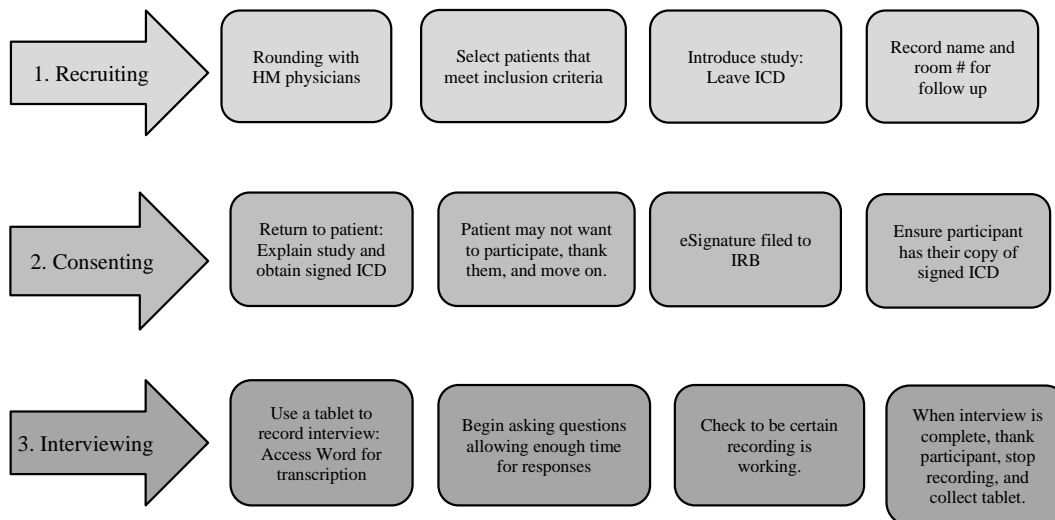 1. Recruiting
Rounding with
HM physicians
Select patients that
meet inclusion criteria
Introduce study:
Leave ICD
Record name and
room # for
follow up
2. Consenting
Return to patient:
Explain study and
obtain signed ICD
Patient may not want
to participate, thank
them, and move on.
eSignature filed to
IRB
Ensure participant
has their copy of
signed ICD
3. Interviewing
Use a tablet to
record interview:
Access Word for
transcription
Begin asking questions
allowing enough time
for responses
Check to be certain
recording is
working.
When interview is
complete, thank
participant, stop
recording, and
collect tablet.